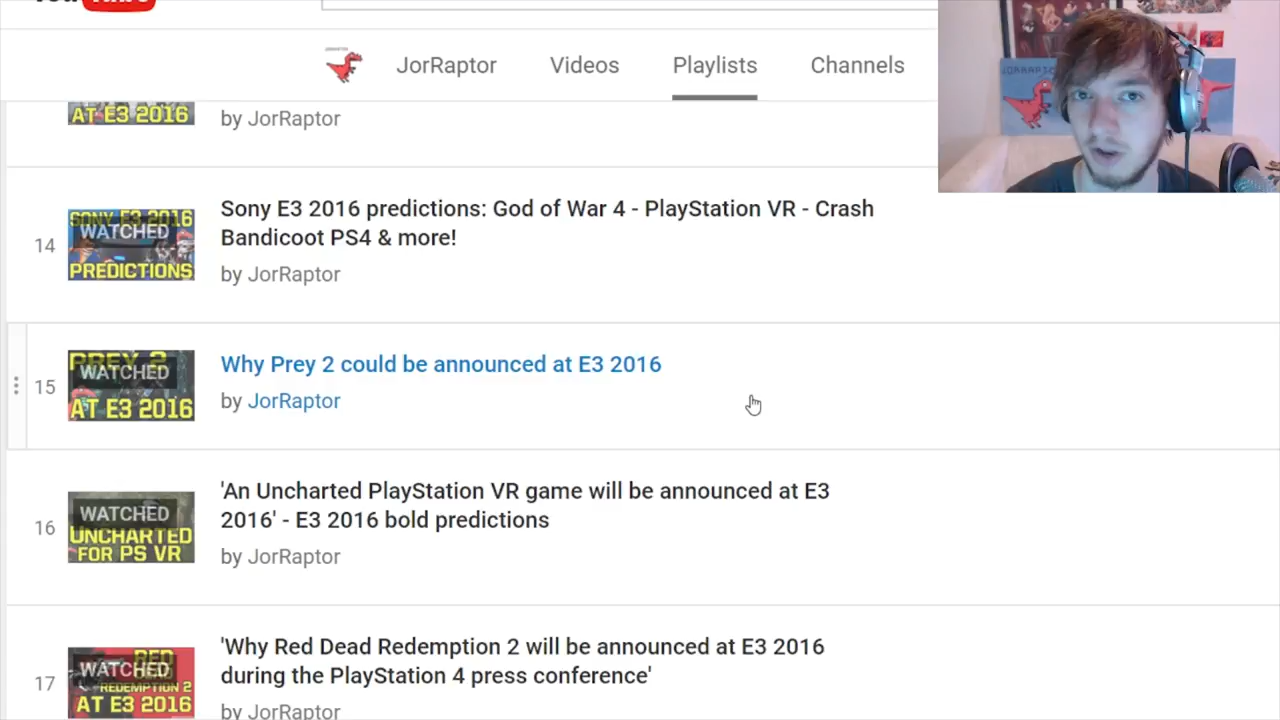 JorRaptor
Videos
Playlists
Channels
AT E3 2016
by JorRaptor
14
SONY E3 2016
WATCHED
PREDICTIONS
Sony E3 2016 predictions: God of War 4 - PlayStation VR - Crash
Bandicoot PS4 & more!
by JorRaptor
15
PREY 2
WATCHED
AT E3 2016
Why Prey 2 could be announced at E3 2016
by JorRaptor
16
WATCHED
UNCHARTED
FOR PS VR
'An Uncharted PlayStation VR game will be announced at E3
2016' - E3 2016 bold predictions
by JorRaptor
17
RED
WATCHED
REDEMPTION 2
AT E3 2016
'Why Red Dead Redemption 2 will be announced at E3 2016
during the PlayStation 4 press conference'
by JorRaptor
JORRAPTOR